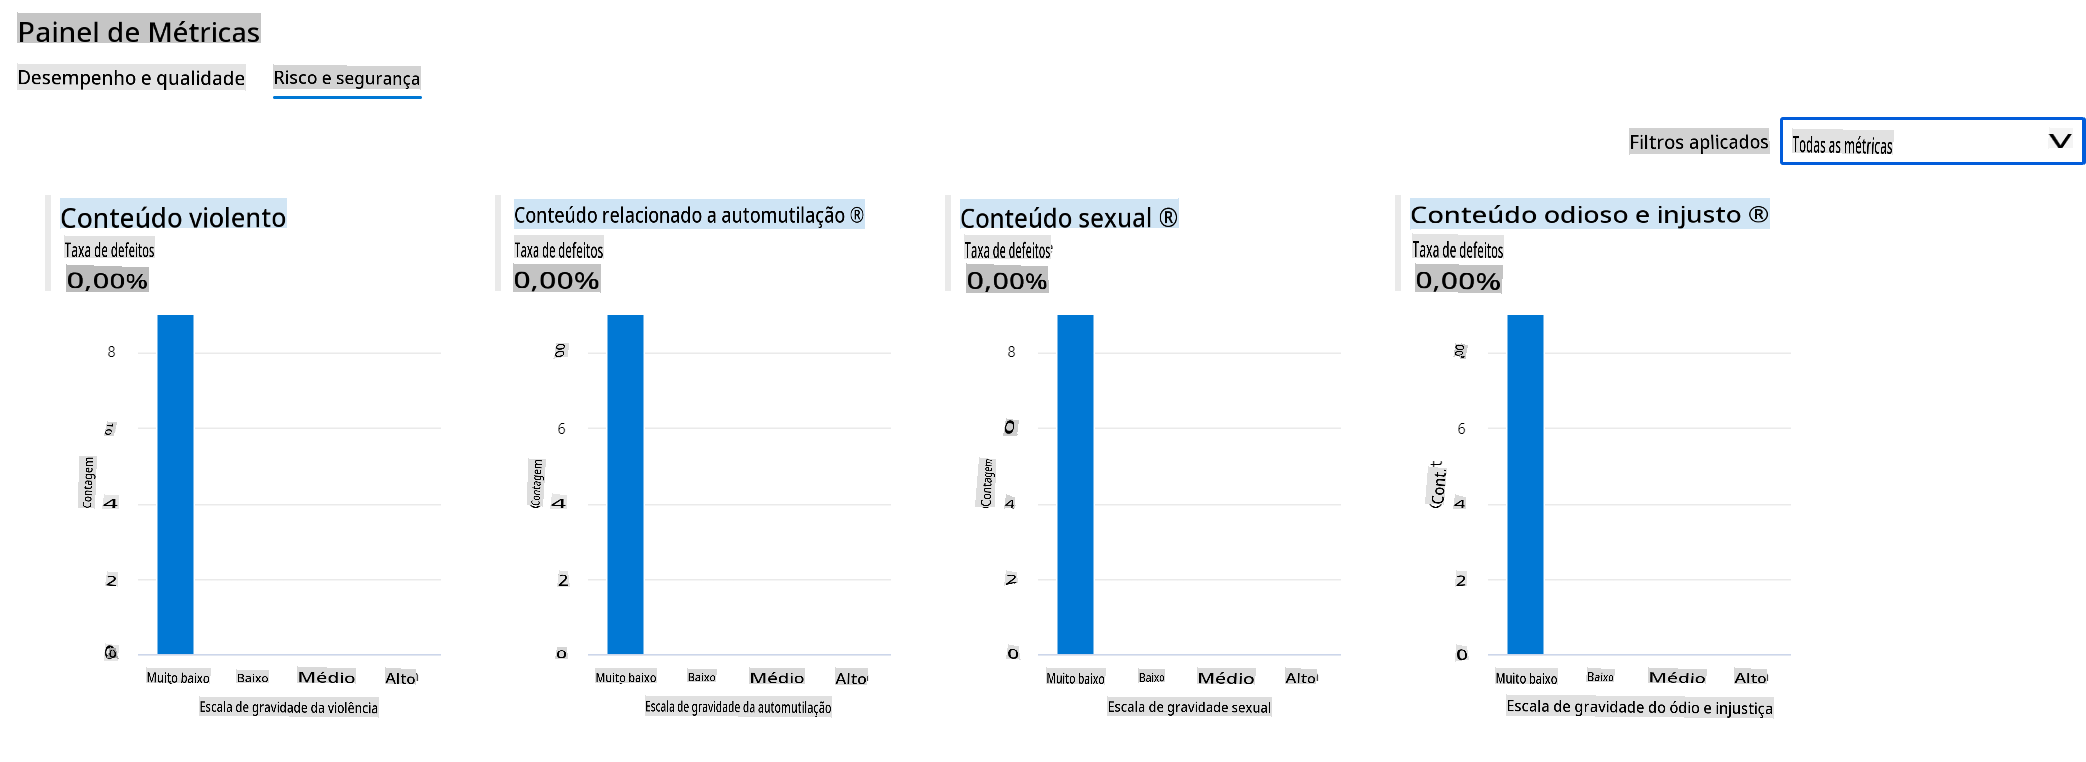 Painel de Métricas
Desempenho e qualidade Risco e segurança
Filtros aplicados Todas as métricas
Conteúdo violento
Taxa de defeitos
0,00%
8
4
2
Contagem
Muito baixo Baixo Médio Alto
Escala de gravidade da violência
Conteúdo relacionado a automutilação ®
Taxa de defeitos
0,00%
6
4
2
0
(Contagem
Muito baixo Baixo Médio Alto
Escala de gravidade da automutilação
Conteúdo sexual ®
Taxa de defeitos
0,00%
8
0
4
2
0
(Contagem
Muito baixo Baixo Médio Alto
Escala de gravidade sexual
Conteúdo odioso e injusto ®
Taxa de defeitos
0,00%
6
4
2
0
(Cont.t
Muito baixo Baixo Médio Alto
Escala de gravidade do ódio e injustiça